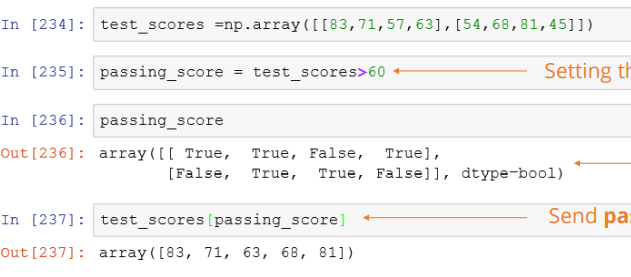 In [234]: test_scores =np.array([[83,71,57,63],[54,68,81,45]])
In [235]: passing_score = test_scores>60 Setting
In [236]: passing_score
Out[236]: array([[ True, True, False, True],
[False, True, True, False]], dtype-bool)
In [237]: test_scores[passing_score] Send
Out[237]: array([83, 71, 63, 68, 81])